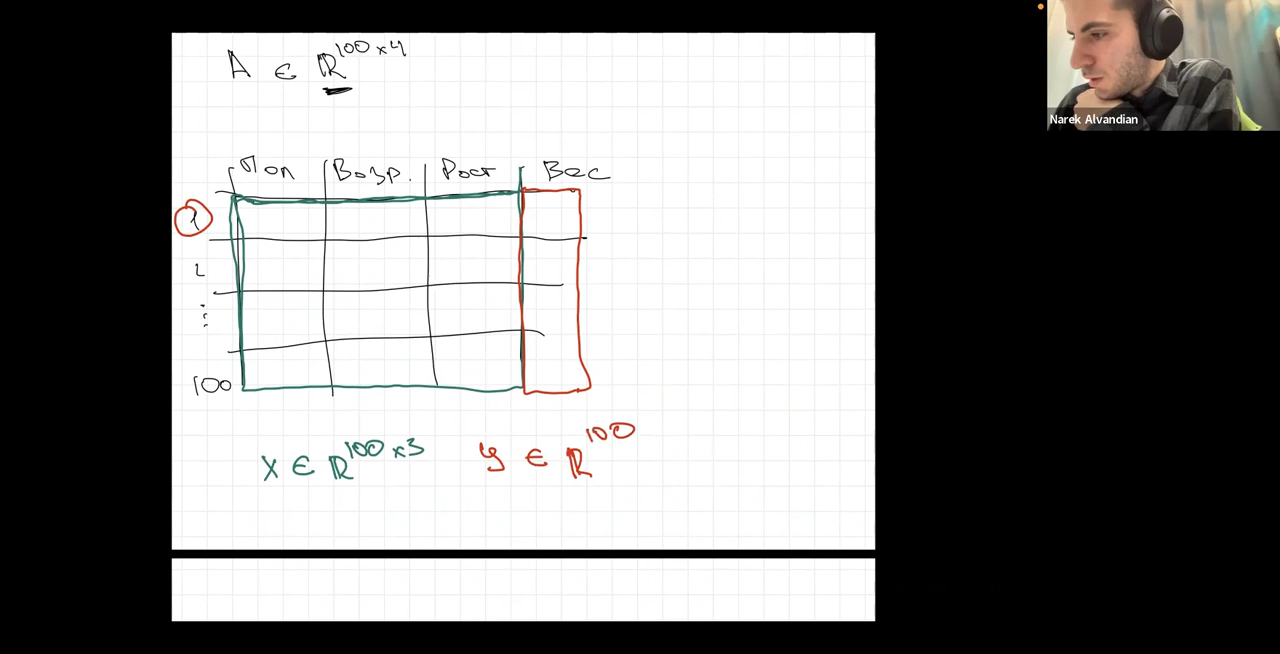 A ∈ ℝ^100×4
Narek Alvandian
Пол Возр. Рост Вес
1
2
⋮
100
X ∈ ℝ^100×3 y ∈ ℝ^100